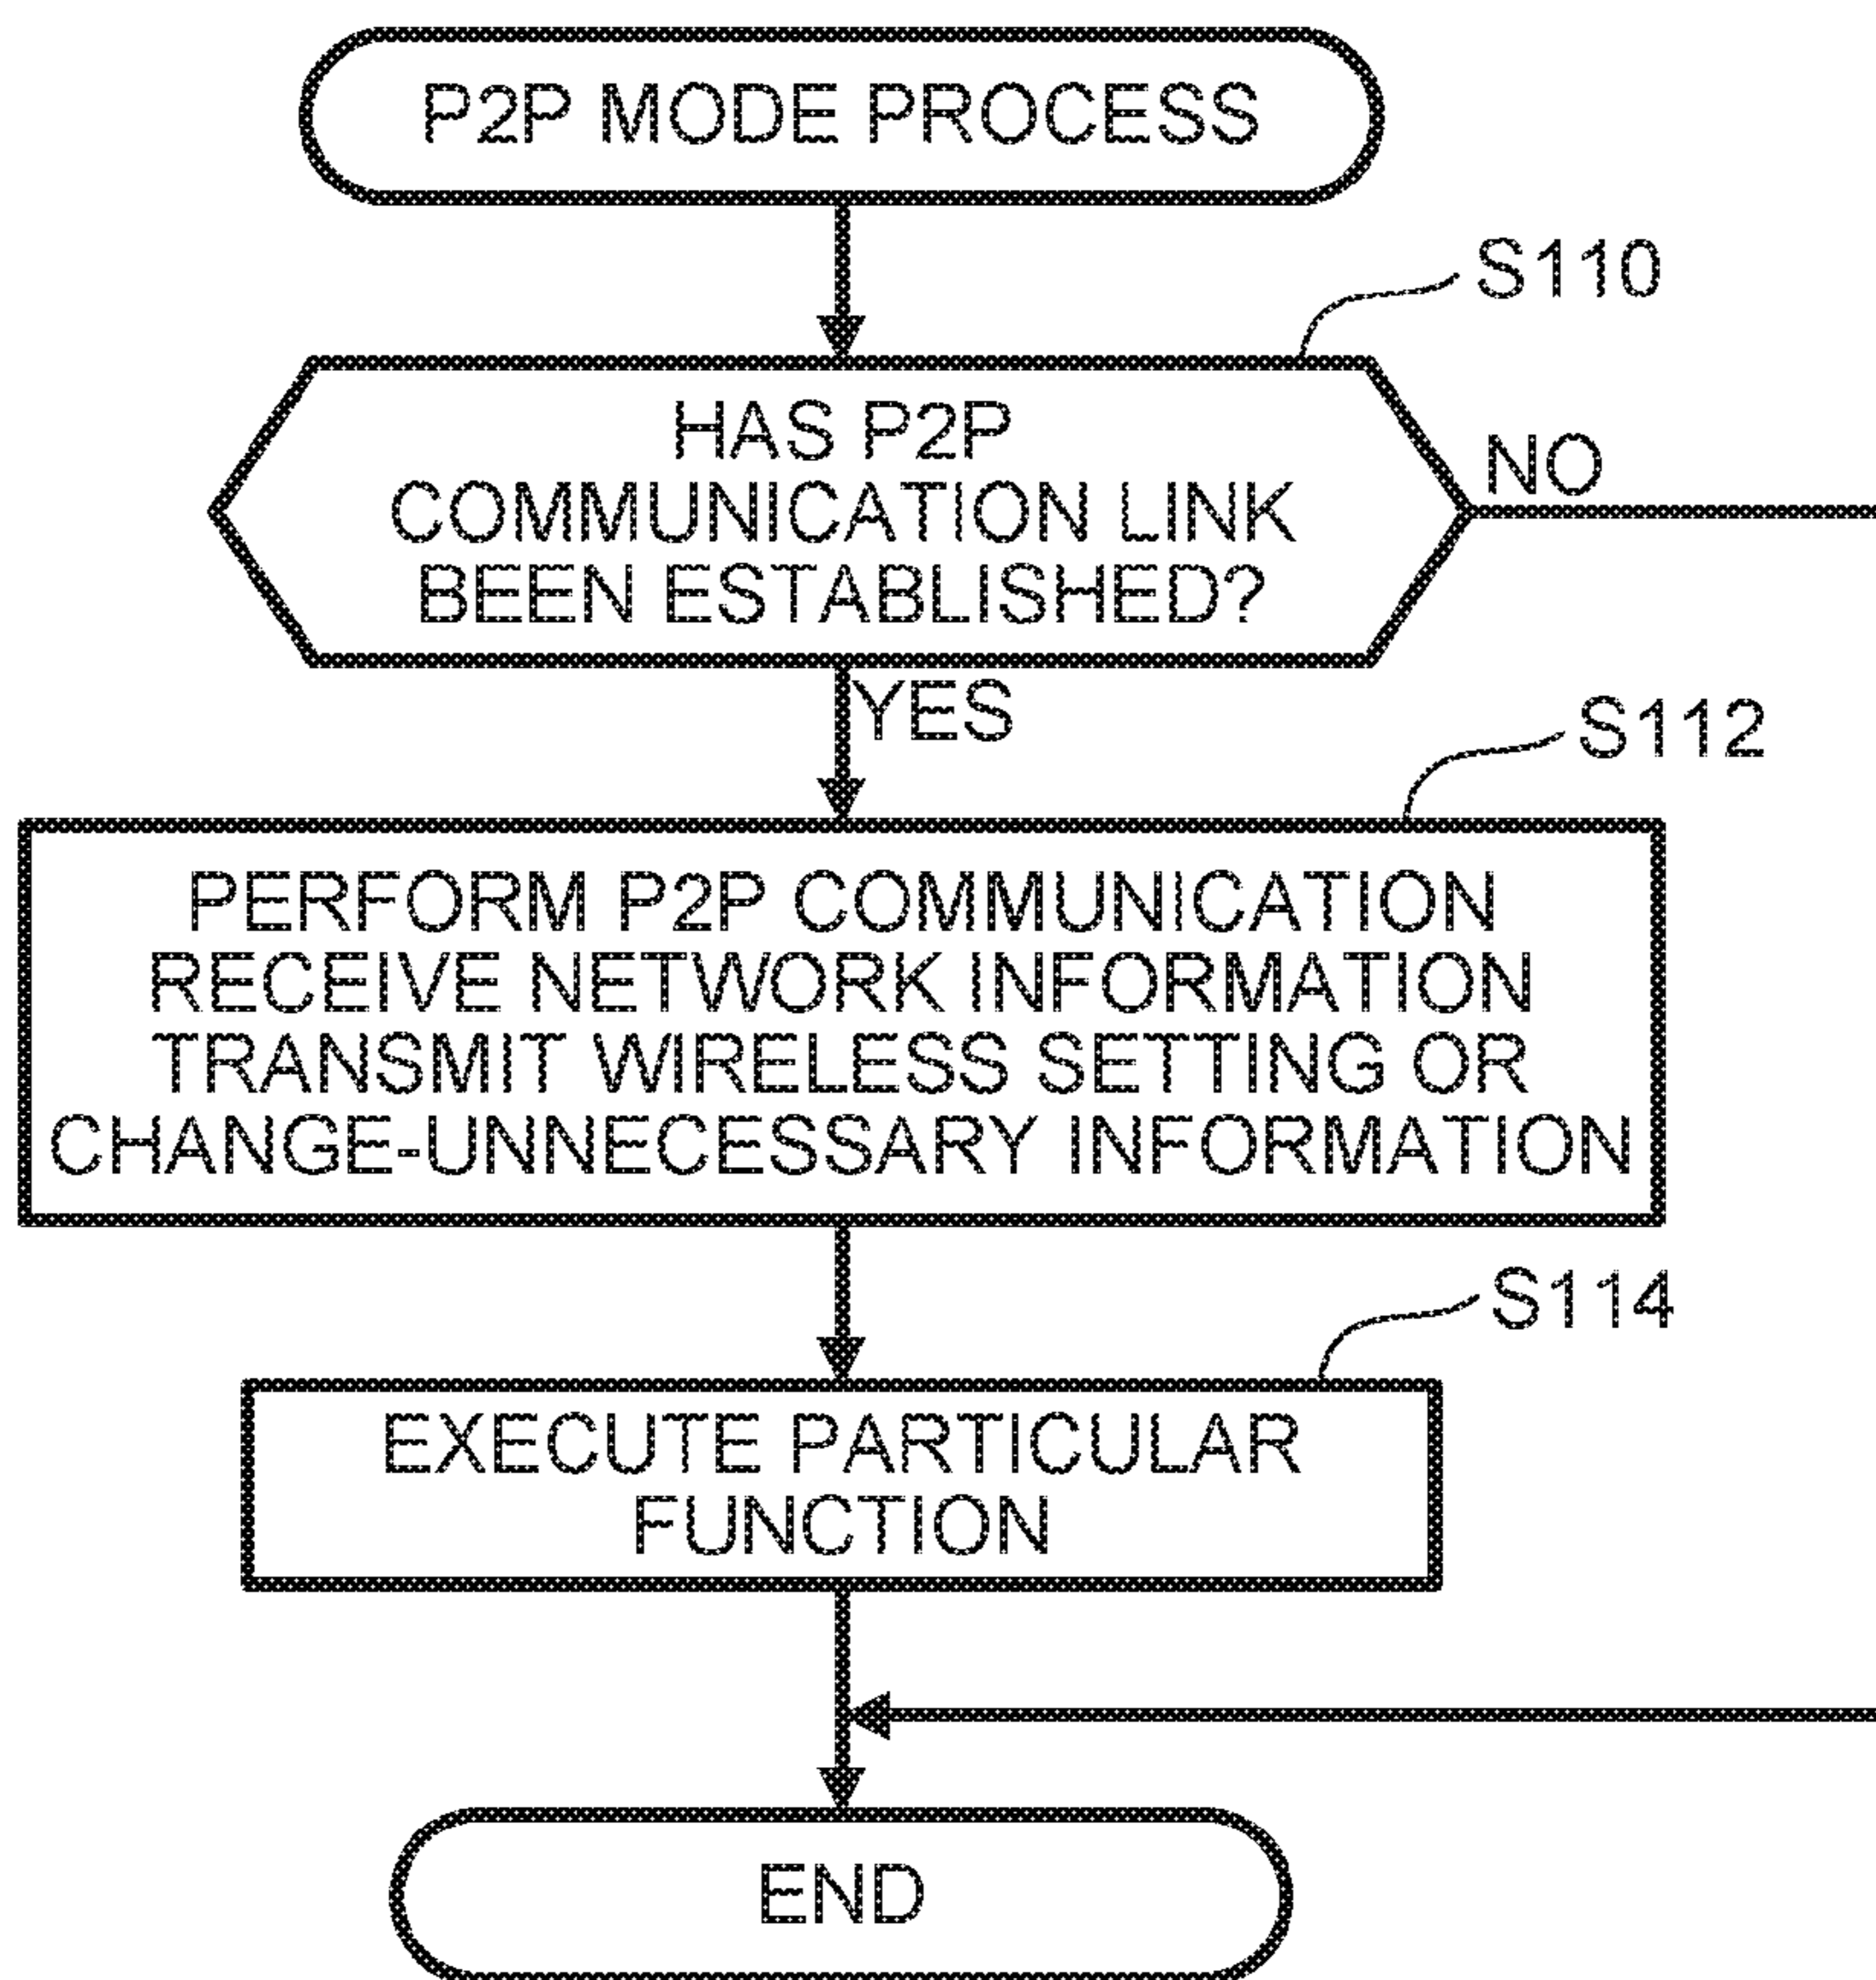 P2P MODE PROCESS
S110
HAS P2P
COMMUNICATION LINK
BEEN ESTABLISHED?
NO
YES
S112
PERFORM P2P COMMUNICATION
RECEIVE NETWORK INFORMATION
TRANSMIT WIRELESS SETTING OR
CHANGE-UNNECESSARY INFORMATION
S114
EXECUTE PARTICULAR
FUNCTION
END